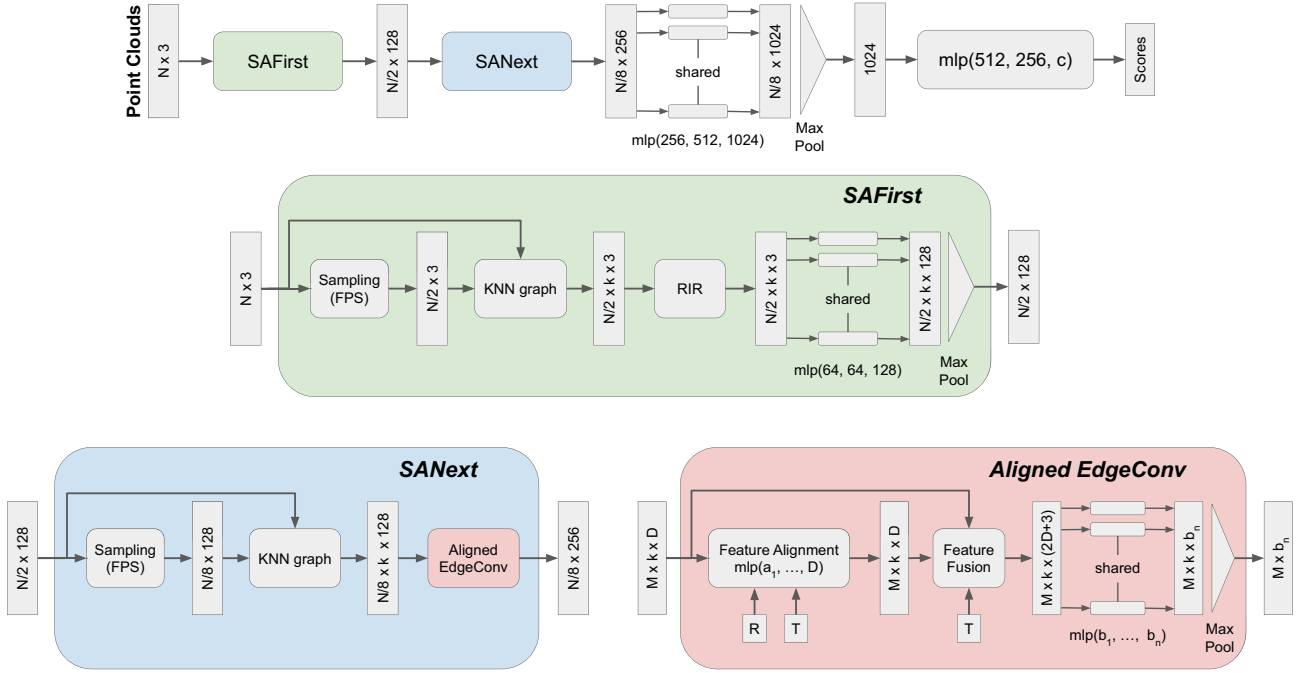 Point Clouds
N x 3
SAFirst
N/2 x 128
SANext
N/8 x 256
shared
mlp(256, 512, 1024)
N/8 x 1024
Max
Pool
1024
mlp(512, 256, c)
Scores
SAFirst
N x 3
Sampling
(FPS)
N/2 x 3
KNN graph
N/2 x k x 3
RIR
N/2 x k x 3
shared
mlp(64, 64, 128)
N/2 x k x 128
Max
Pool
N/2 x 128
SANext
N/2 x 128
Sampling
(FPS)
N/8 x 128
KNN graph
N/8 x k x 128
Aligned
EdgeConv
N/8 x 256
Aligned EdgeConv
M x k x D
Feature Alignment
mlp(a₁, ..., D)
R
T
M x k x D
Feature
Fusion
T
M x k x (2D+3)
shared
mlp(b₁, ..., bₙ)
M x k x bₙ
Max
Pool
M x bₙ